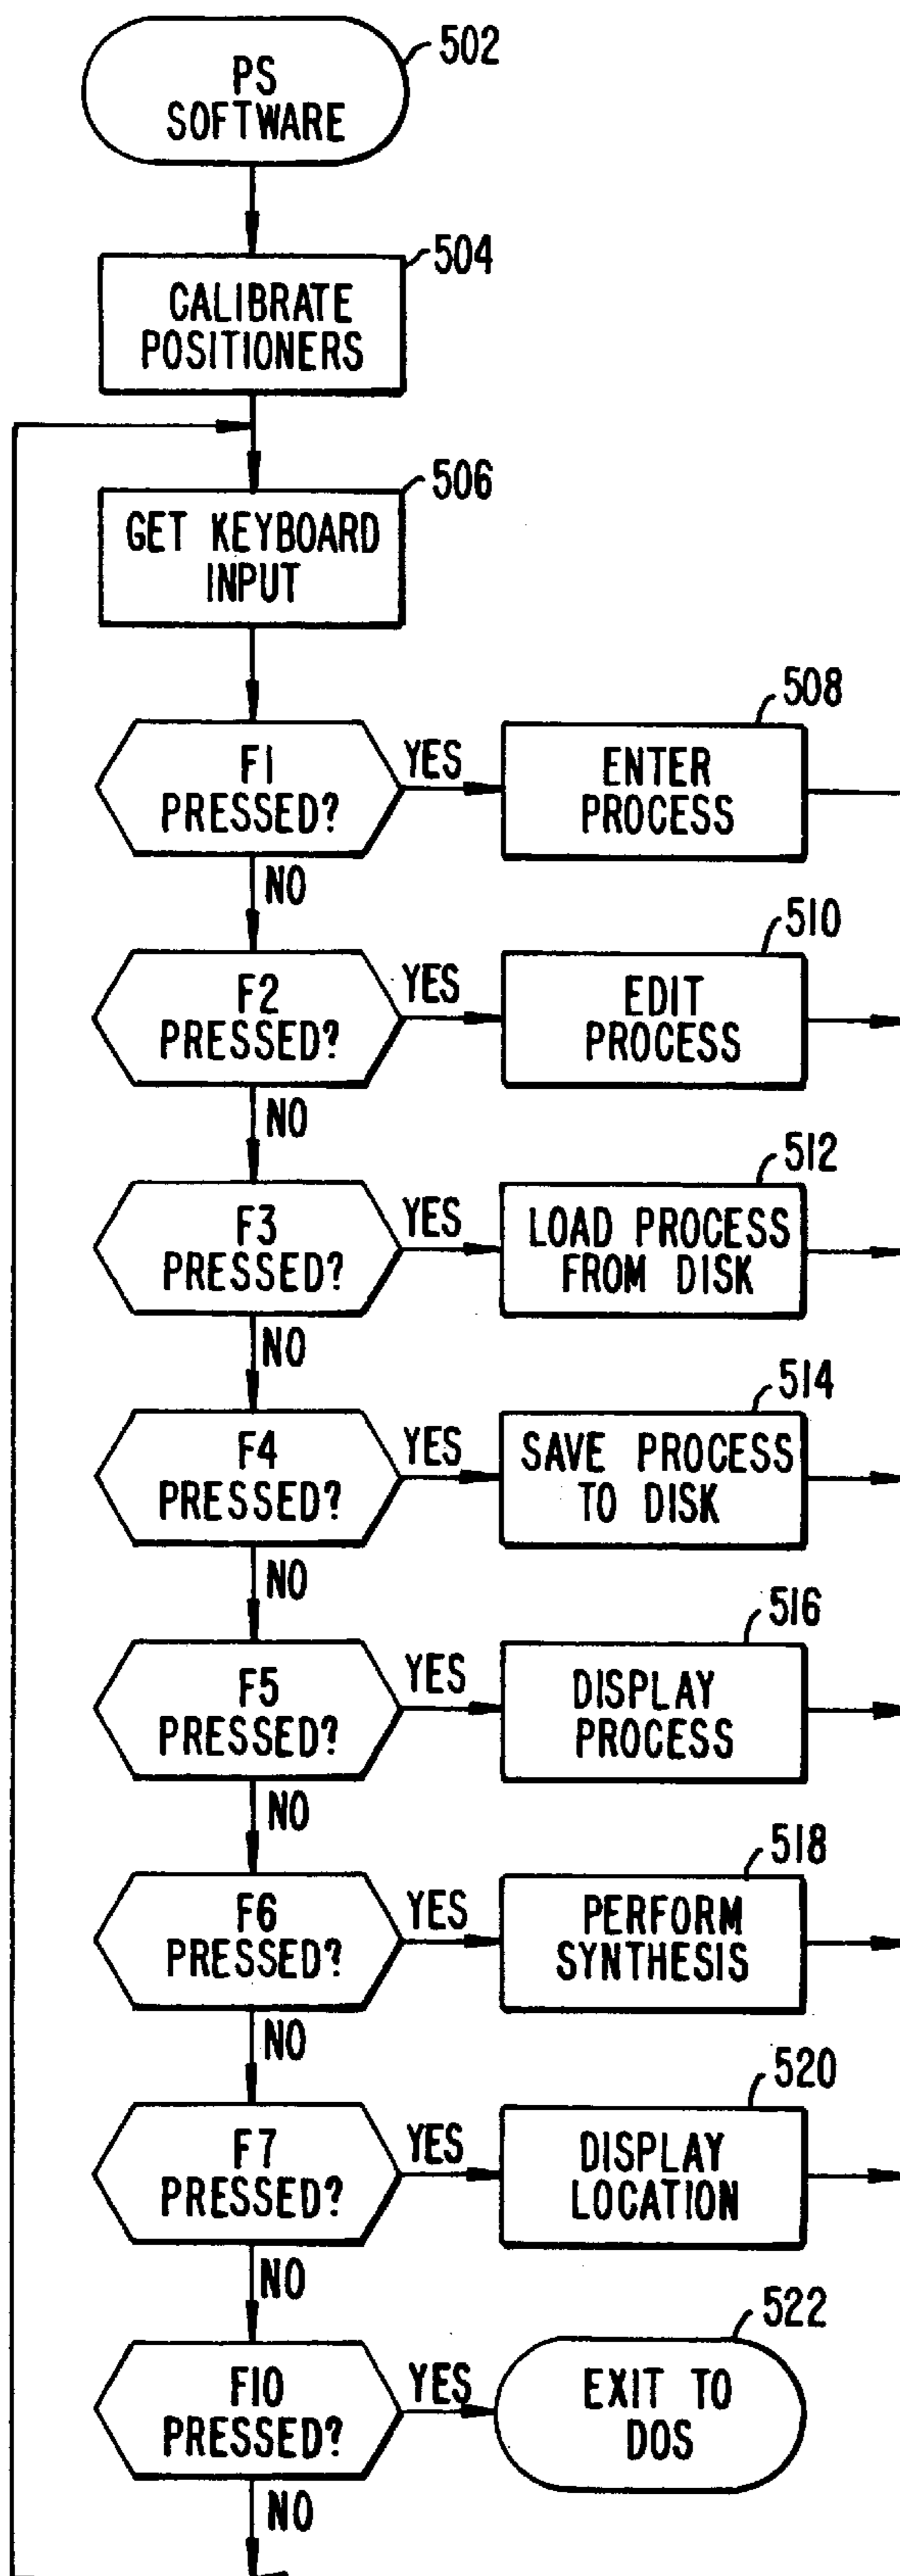 502
PS
SOFTWARE
504
CALIBRATE
POSITIONERS
506
GET KEYBOARD
INPUT
508
F1
PRESSED?
YES
ENTER
PROCESS
NO
510
F2
PRESSED?
YES
EDIT
PROCESS
NO
512
F3
PRESSED?
YES
LOAD PROCESS
FROM DISK
NO
514
F4
PRESSED?
YES
SAVE PROCESS
TO DISK
NO
516
F5
PRESSED?
YES
DISPLAY
PROCESS
NO
518
F6
PRESSED?
YES
PERFORM
SYNTHESIS
NO
520
F7
PRESSED?
YES
DISPLAY
LOCATION
NO
522
F10
PRESSED?
YES
EXIT TO
DOS
NO